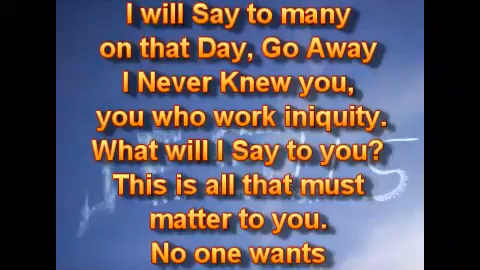 I will Say to many
on that Day, Go Away
I Never Knew you,
you who work iniquity.
What will I Say to you?
This is all that must
matter to you.
No one wants